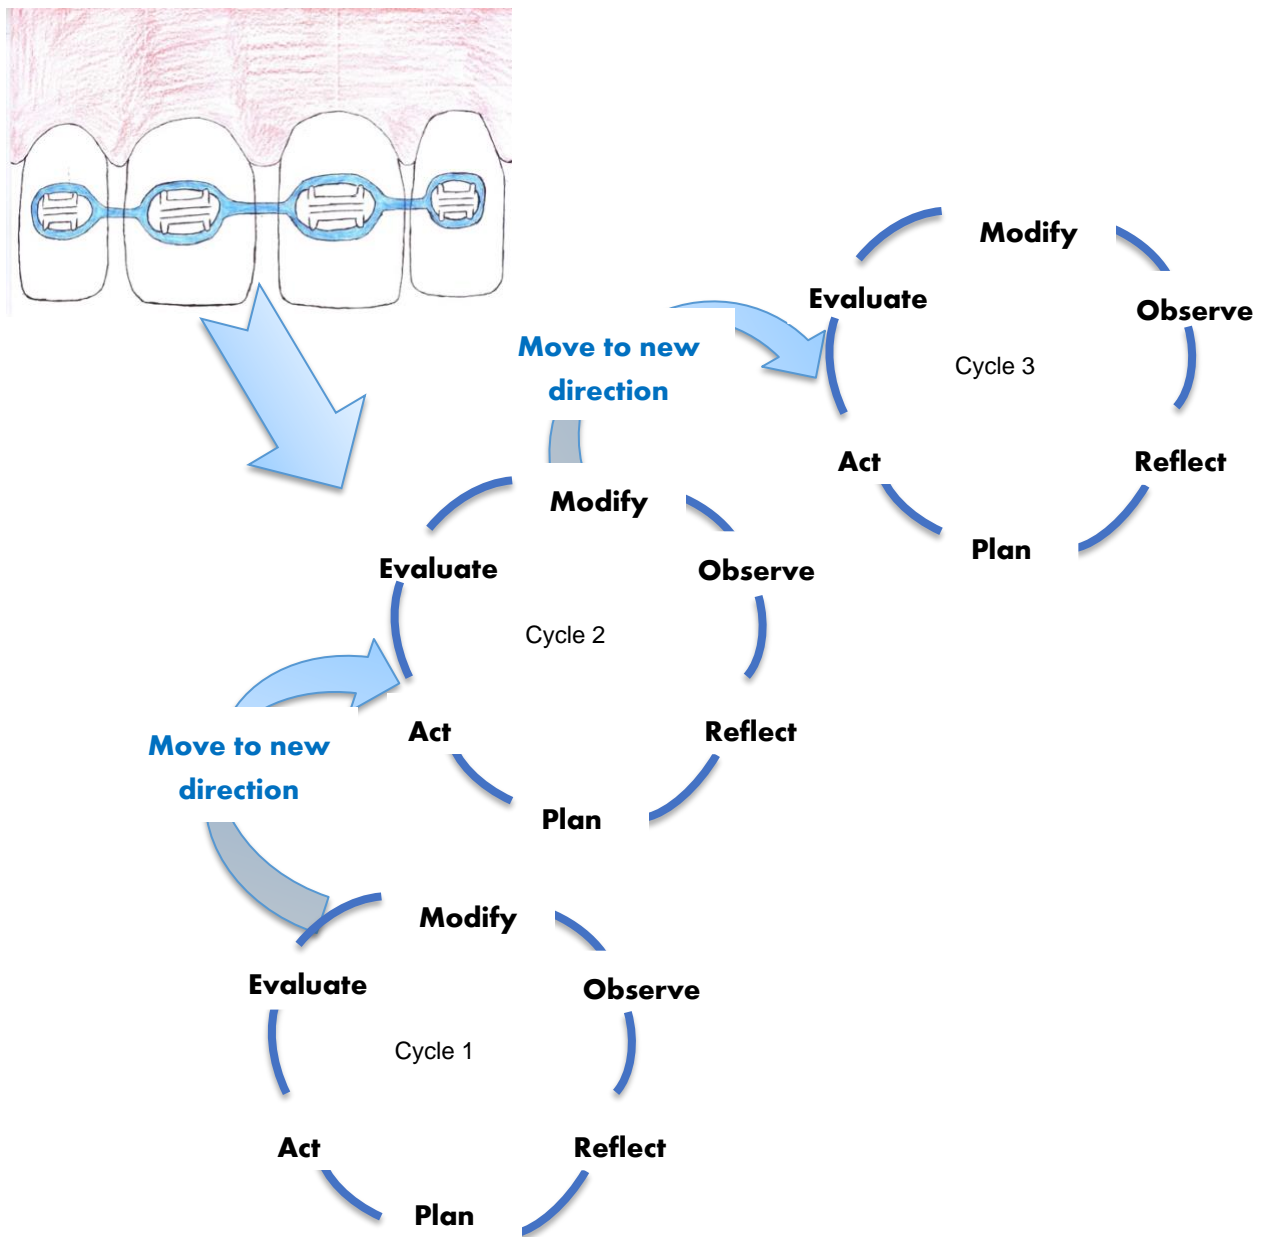 Modify
Evaluate
Observe
Cycle 3
Act
Reflect
Plan
Move to new
direction
Modify
Evaluate
Observe
Cycle 2
Act
Reflect
Plan
Move to new
direction
Modify
Evaluate
Observe
Cycle 1
Act
Reflect
Plan